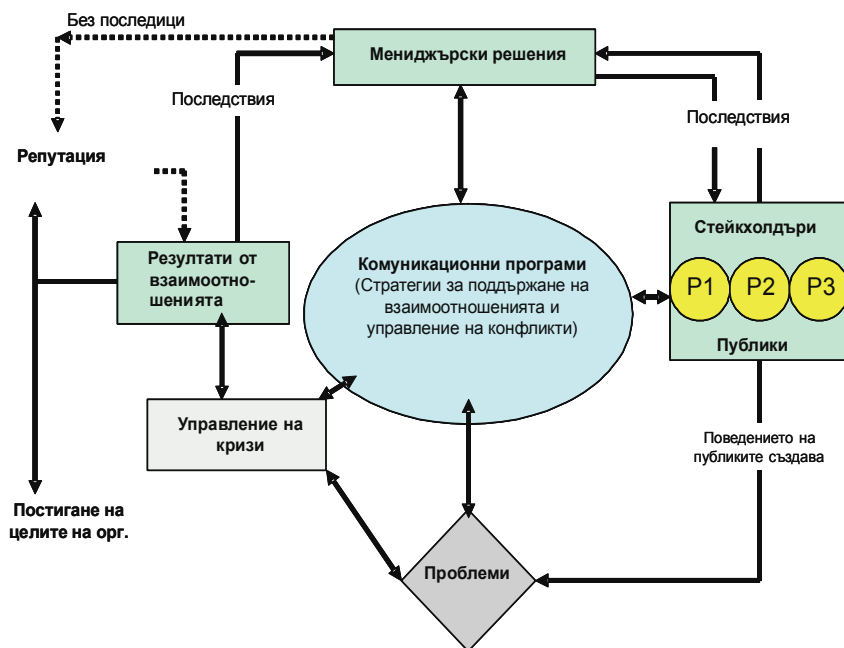 Без последици
Мениджърски решения
Последствия
Последствия
Репутация
Стейкхолдъри
P1 P2 P3
Публики
Резултати от
взаимоотно-
шенията
Комуникационни програми
(Стратегии за поддържане на
взаимоотношенията и
управление на конфликти)
Управление на
кризи
Поведението на
публиките създава
Постигане на
целите на орг.
Проблеми